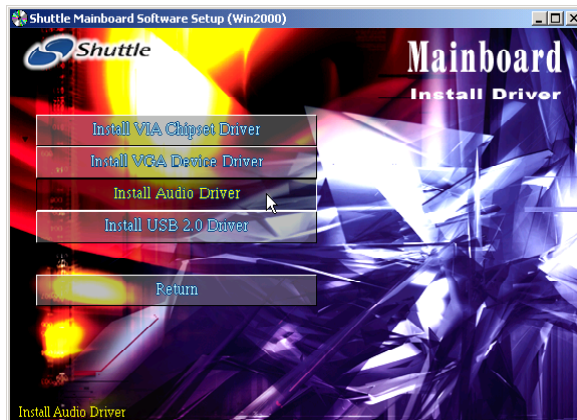 Shuttle Mainboard Software Setup (Win2000)
Shuttle
Mainboard
Install Driver
Install VIA Chipset Driver
Install VGA Device Driver
Install Audio Driver
Install USB 2.0 Driver
Return
Install Audio Driver